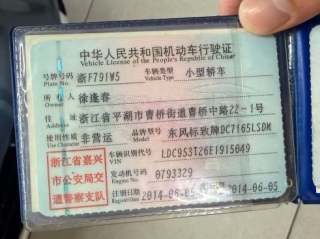 中华人民共和国机动车行驶证
Vehicle License of the People's Republic of China
号牌号码 浙F791W5 车辆类型 小型轿车
Plate No. Vehicle Type
所有人 徐逢春
Owner
住址 浙江省平湖市曹桥街道曹桥中路22-1号
Address
使用性质 非营运 品牌型号 东风标致牌DC7165LSDM
Use Character Model
浙江省嘉兴市公安局交通警察支队
车辆识别代号 LDC953T26E1915049
VIN
发动机号码 0793329
Engine No.
注册日期 2014-06-05 发证日期 2014-06-05
Register Date Issue Date